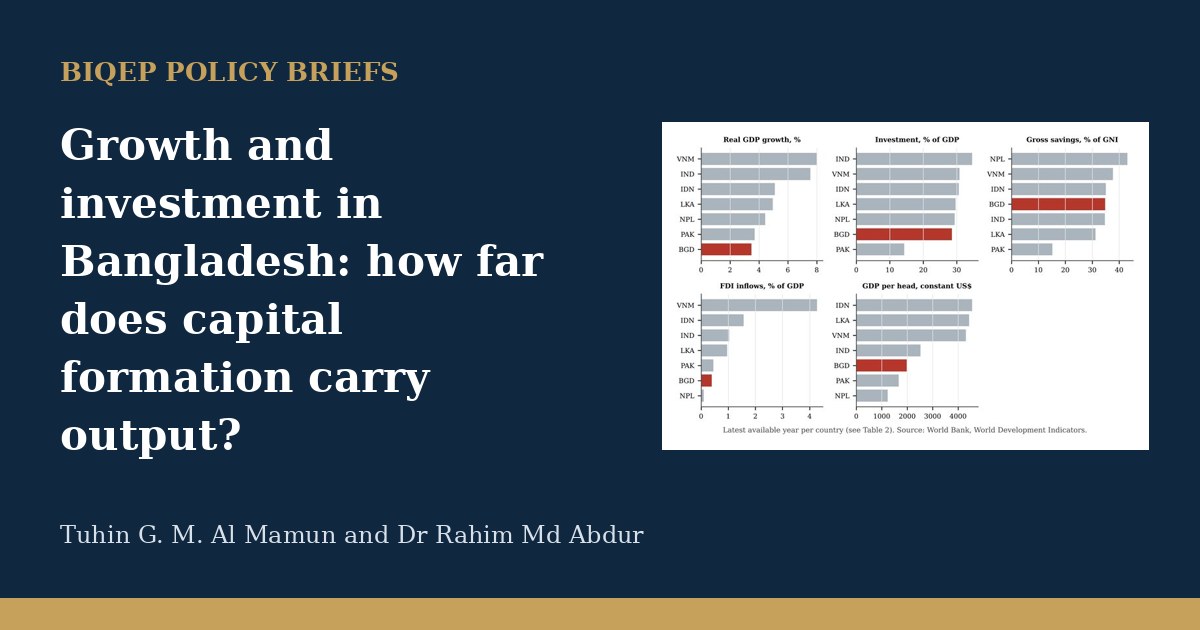 BIQEP POLICY BRIEFS
Growth and
investment in
Bangladesh: how far
does capital
formation carry
output?
Tuhin G. M. Al Mamun and Dr Rahim Md Abdur
Real GDP growth, %
VNM
IND
IDN
LKA
NPL
PAK
BGD
0 2 4 6 8
Investment, % of GDP
IND
VNM
IDN
LKA
NPL
BGD
PAK
0 10 20 30
Gross savings, % of GNI
NPL
VNM
IDN
BGD
IND
LKA
PAK
0 10 20 30 40
FDI inflows, % of GDP
VNM
IDN
IND
LKA
PAK
BGD
NPL
0 1 2 3 4
GDP per head, constant US$
IDN
LKA
VNM
IND
BGD
PAK
NPL
0 1000 2000 3000 4000
Latest available year per country (see Table 2). Source: World Bank, World Development Indicators.